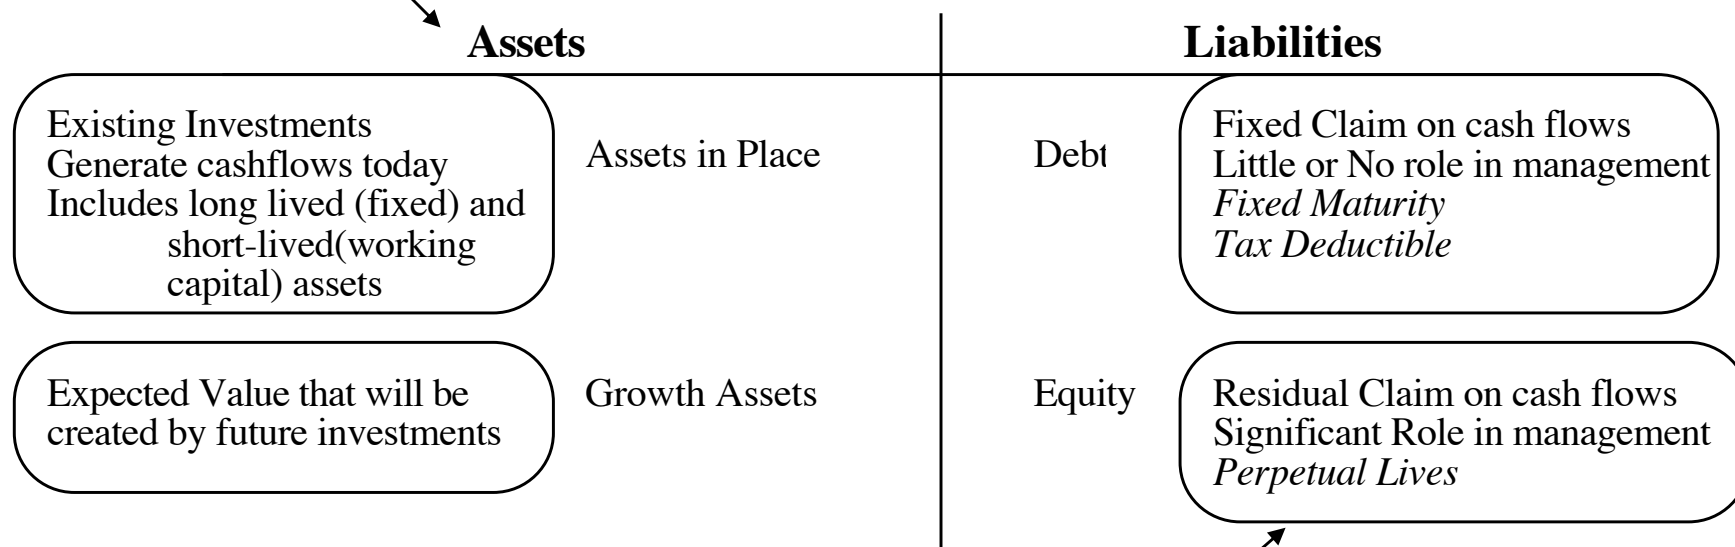 Assets
Liabilities
Existing Investments
Generate cashflows today
Includes long lived (fixed) and
short-lived(working
capital) assets
Assets in Place
Debt
Fixed Claim on cash flows
Little or No role in management
Fixed Maturity
Tax Deductible
Expected Value that will be
created by future investments
Growth Assets
Equity
Residual Claim on cash flows
Significant Role in management
Perpetual Lives